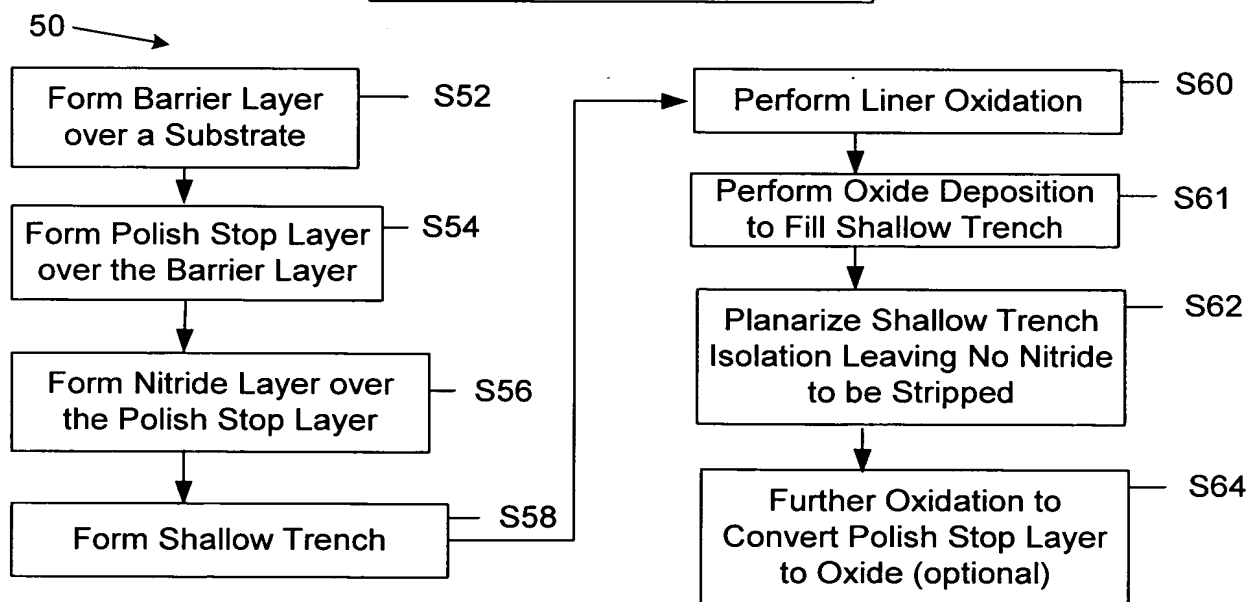 50
Form Barrier Layer
over a Substrate
S52
Form Polish Stop Layer
over the Barrier Layer
S54
Form Nitride Layer over
the Polish Stop Layer
S56
Form Shallow Trench
S58
Perform Liner Oxidation
S60
Perform Oxide Deposition
to Fill Shallow Trench
S61
Planarize Shallow Trench
Isolation Leaving No Nitride
to be Stripped
S62
Further Oxidation to
Convert Polish Stop Layer
to Oxide (optional)
S64